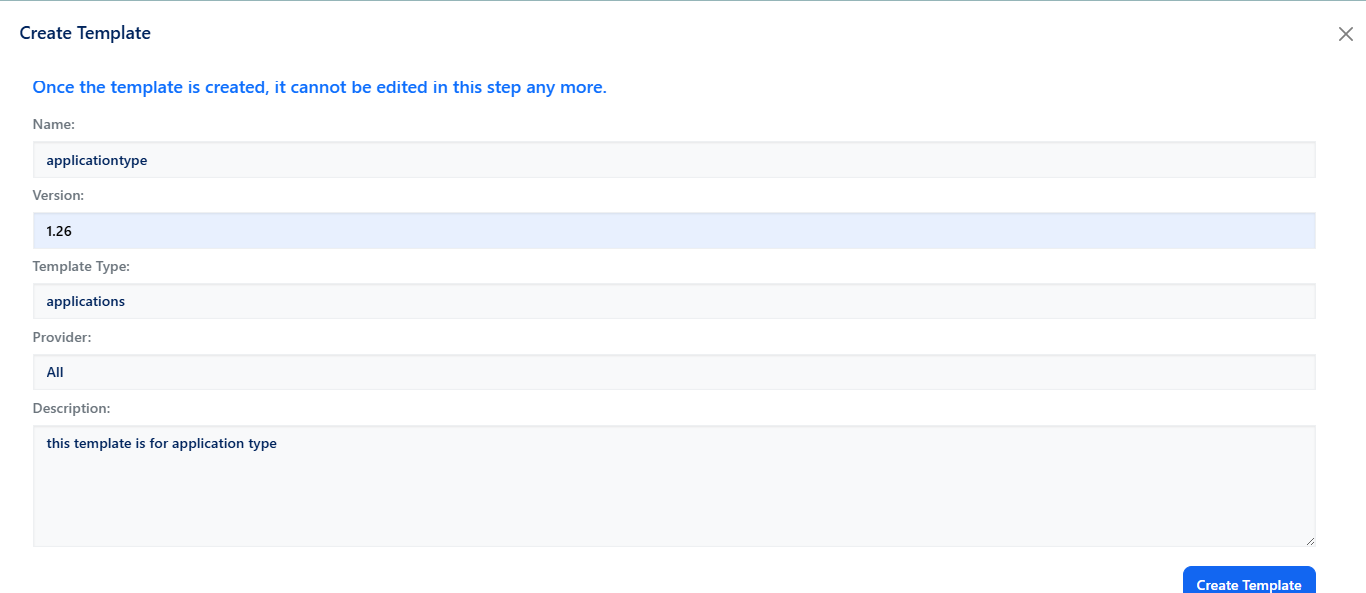 Create Template
Once the template is created, it cannot be edited in this step any more.
Name:
applicationtype
Version:
1.26
Template Type:
applications
Provider:
All
Description:
this template is for application type
Create Template